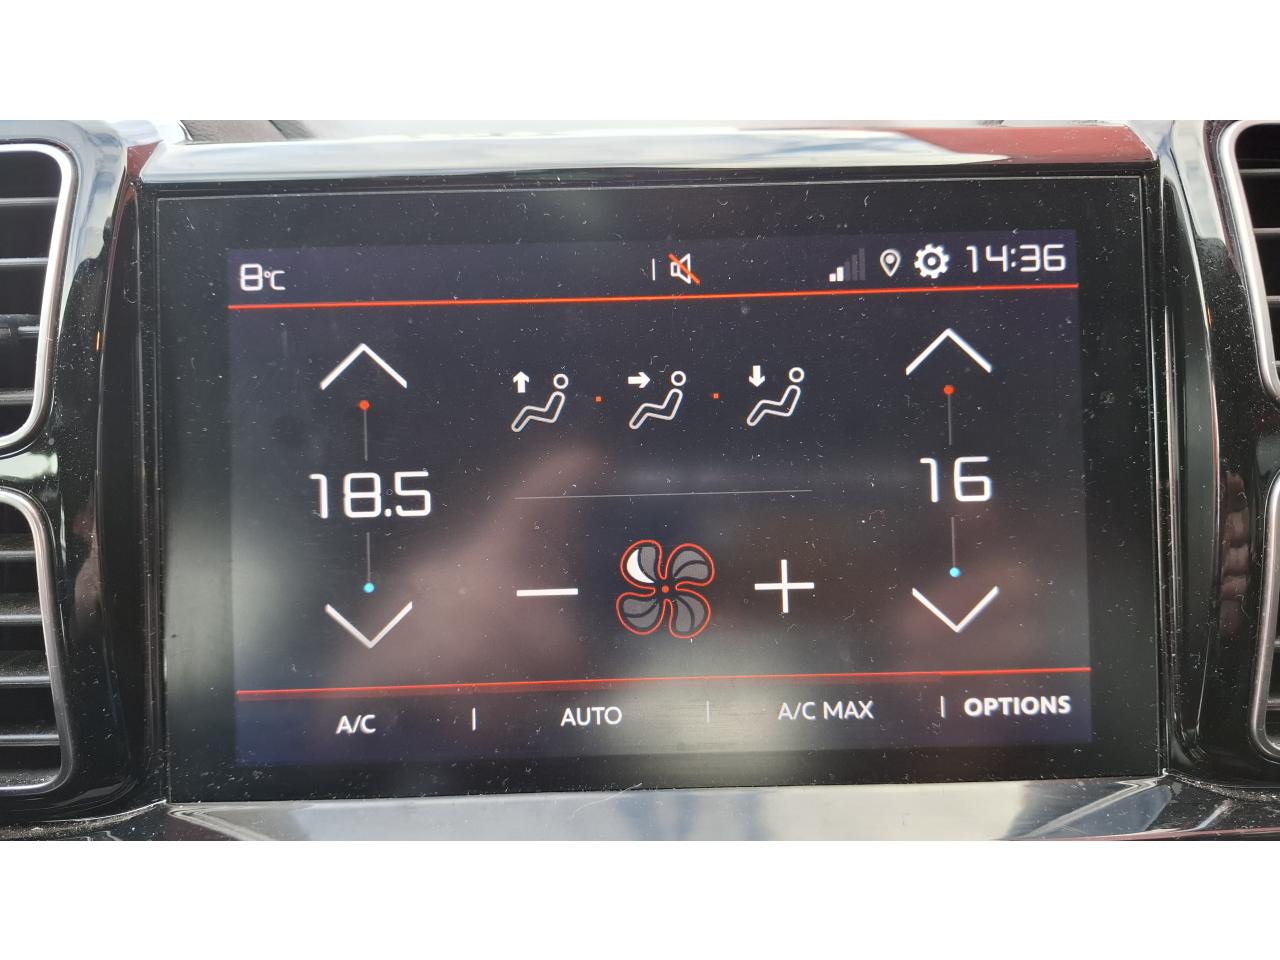 8°C 14:36
18.5 16
A/C | AUTO | A/C MAX | OPTIONS